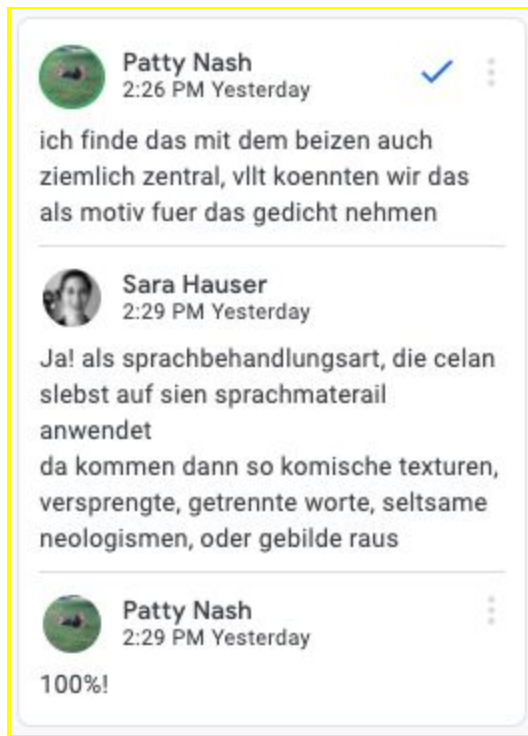 Patty Nash
2:26 PM Yesterday
ich finde das mit dem beizen auch
ziemlich zentral, vllt koennten wir das
als motiv fuer das gedicht nehmen
Sara Hauser
2:29 PM Yesterday
Ja! als sprachbehandlungsart, die celan
slebst auf sien sprachmaterail
anwendet
da kommen dann so komische texturen,
versprengte, getrennte worte, seltsame
neologismen, oder gebilde raus
Patty Nash
2:29 PM Yesterday
100%!